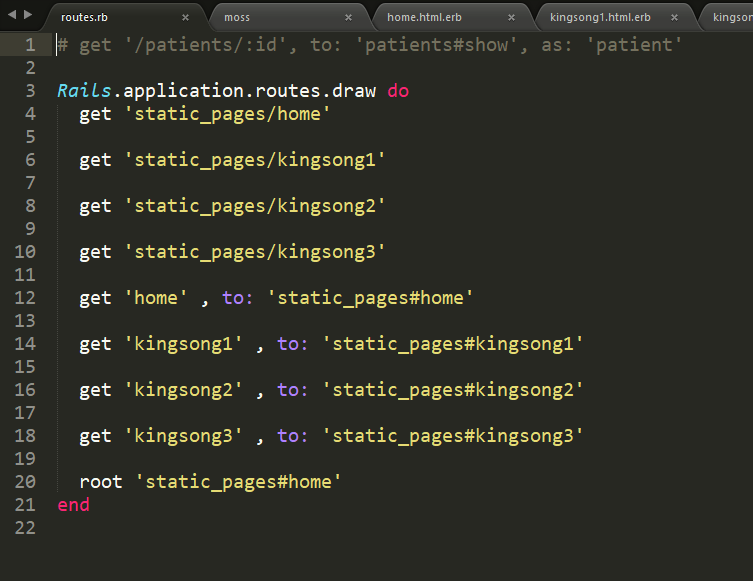 routes.rb × moss × home.html.erb × kingsong1.html.erb × kingson
1 # get '/patients/:id', to: 'patients#show', as: 'patient'
2
3 Rails.application.routes.draw do
4 get 'static_pages/home'
5
6 get 'static_pages/kingsong1'
7
8 get 'static_pages/kingsong2'
9
10 get 'static_pages/kingsong3'
11
12 get 'home' , to: 'static_pages#home'
13
14 get 'kingsong1' , to: 'static_pages#kingsong1'
15
16 get 'kingsong2' , to: 'static_pages#kingsong2'
17
18 get 'kingsong3' , to: 'static_pages#kingsong3'
19
20 root 'static_pages#home'
21 end
22